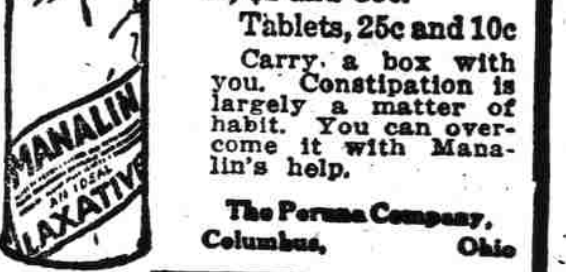 Tablets, 25c and 10c
Carry a box with
you. Constipation is
largely a matter of
habit. You can over-
come it with Mana-
lin's help.
The Peruna Company,
Columbus, Ohio
MANALIN
AN IDEAL
LAXATIVE